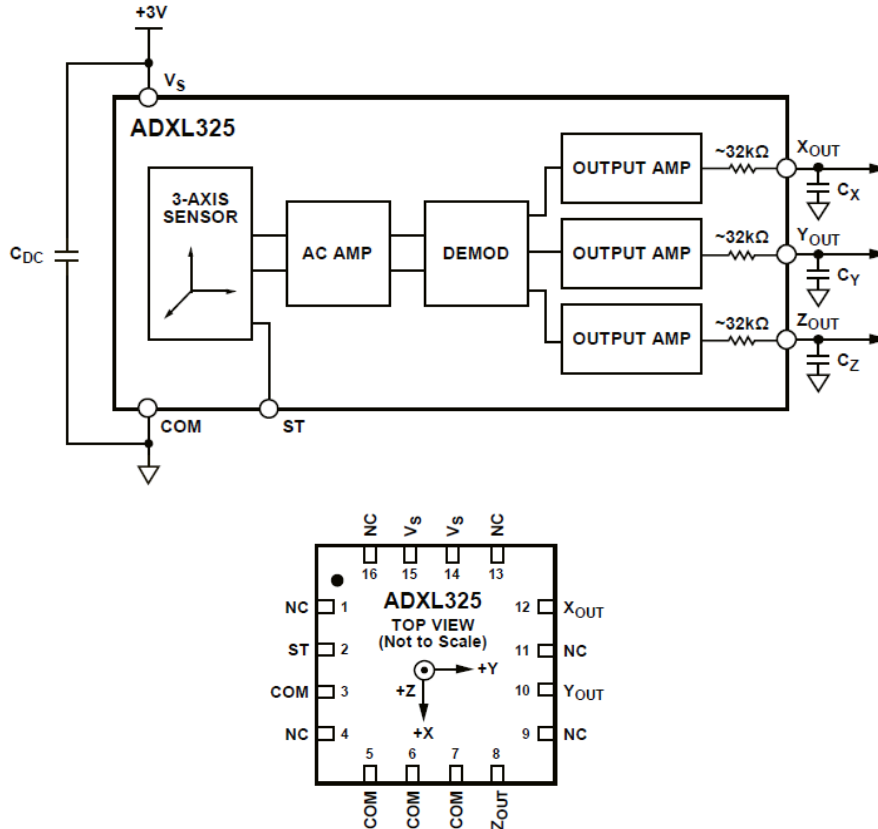 +3V
VS
ADXL325
3-AXIS
SENSOR
AC AMP
DEMOD
OUTPUT AMP
OUTPUT AMP
OUTPUT AMP
~32kΩ
~32kΩ
~32kΩ
XOUT
CX
YOUT
CY
ZOUT
CZ
CDC
COM
ST
NC
VS
VS
NC
16
15
14
13
NC 1
ST 2
COM 3
NC 4
ADXL325
TOP VIEW
(Not to Scale)
+Y
+Z
+X
12 XOUT
11 NC
10 YOUT
9 NC
5
6
7
8
COM
COM
COM
ZOUT